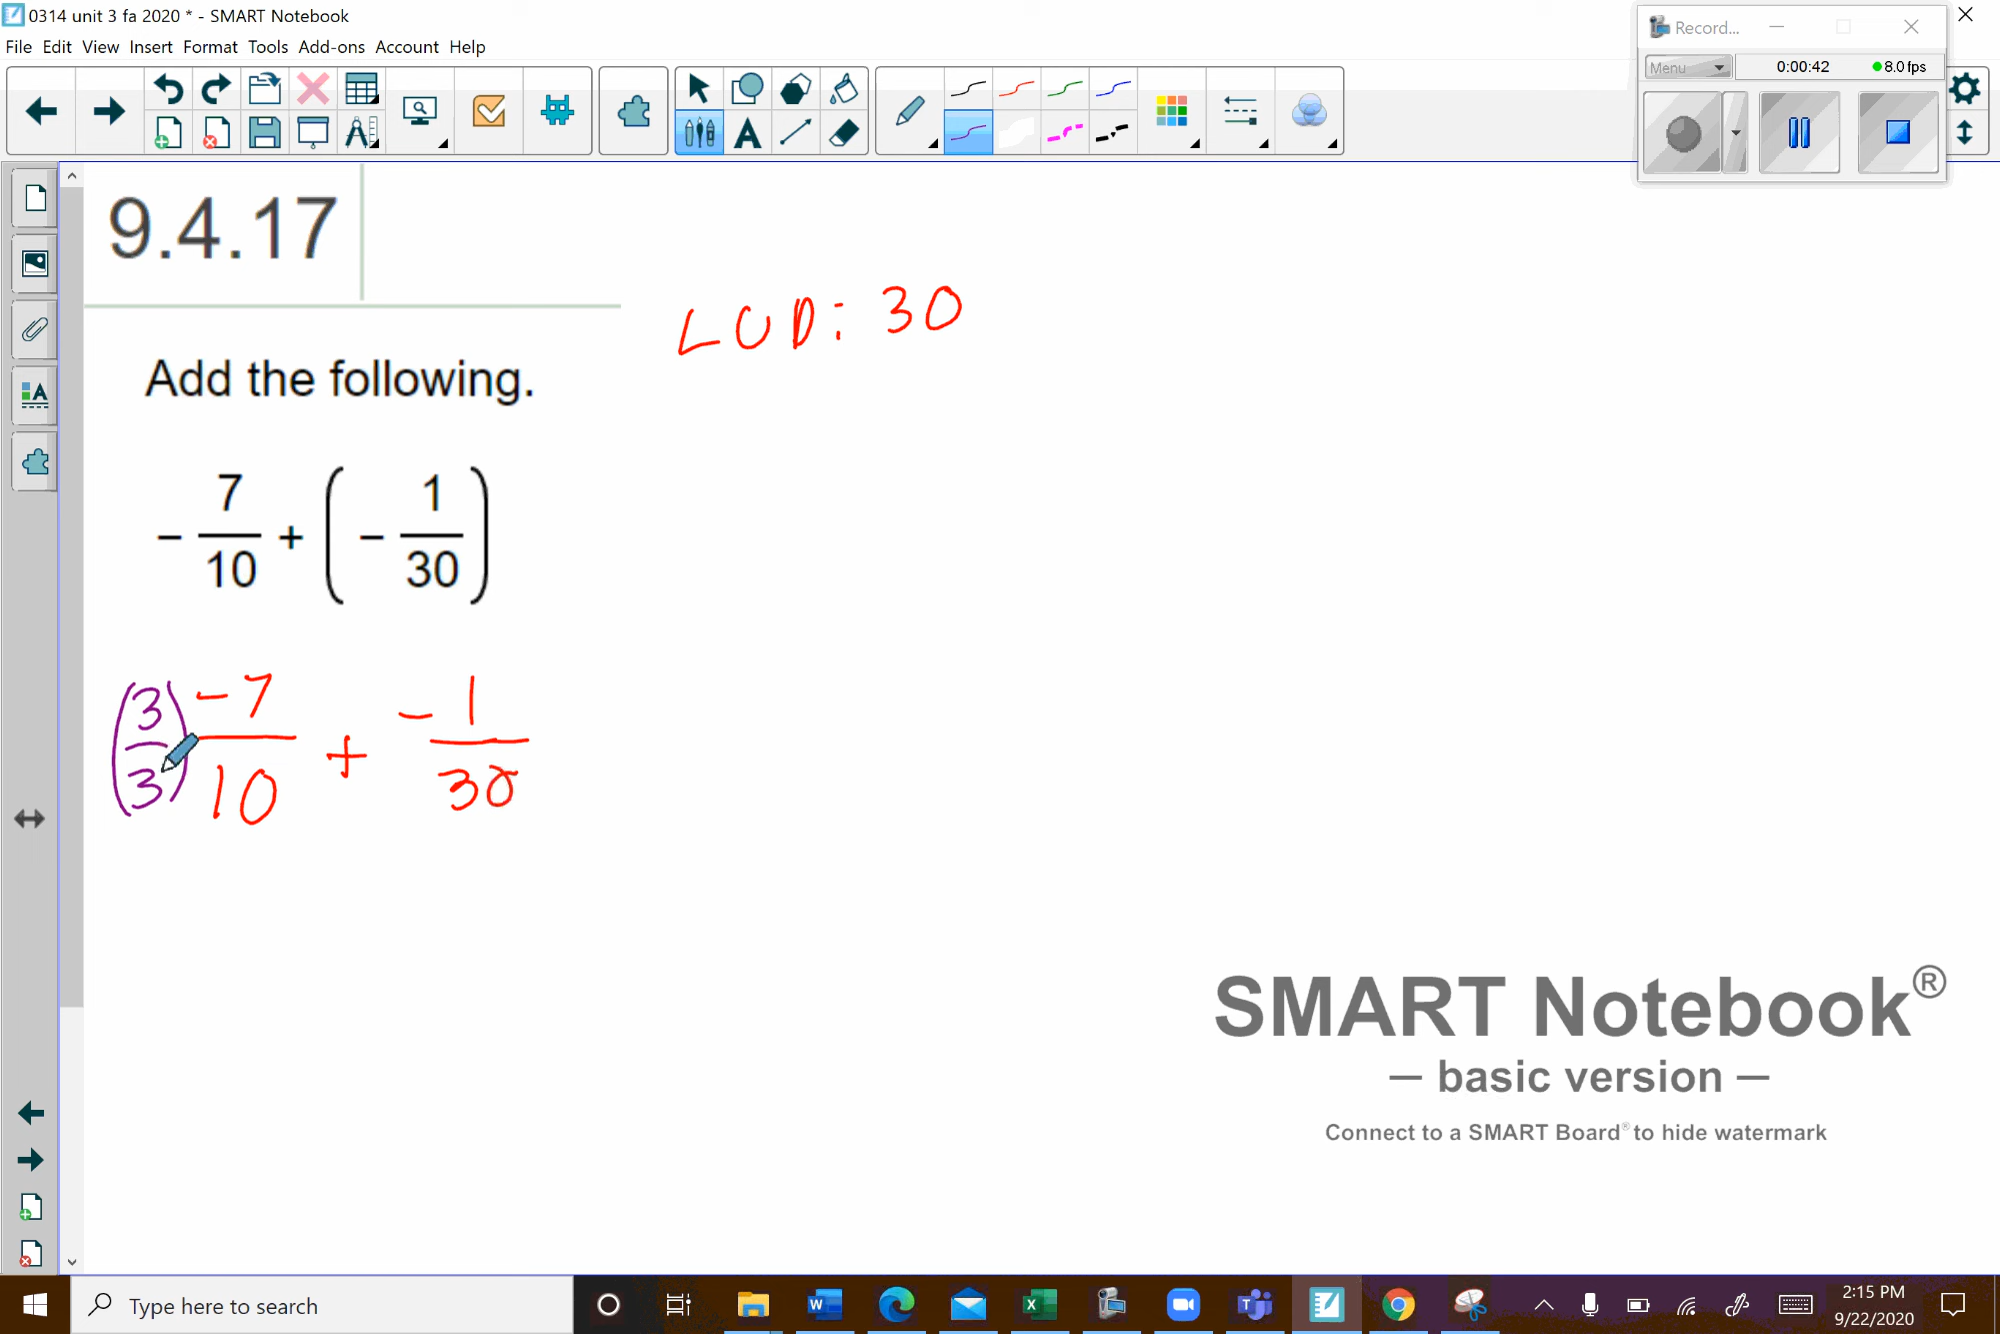 0314 unit 3 fa 2020 * - SMART Notebook
File Edit View Insert Format Tools Add-ons Account Help
Record...
Menu 0:00:42 8.0 fps
9.4.17
LCD: 30
Add the following.
- 7/10 + ( - 1/30 )
(3/3) -7/10 + -1/30
SMART Notebook®
— basic version —
Connect to a SMART Board® to hide watermark
Type here to search
2:15 PM
9/22/2020